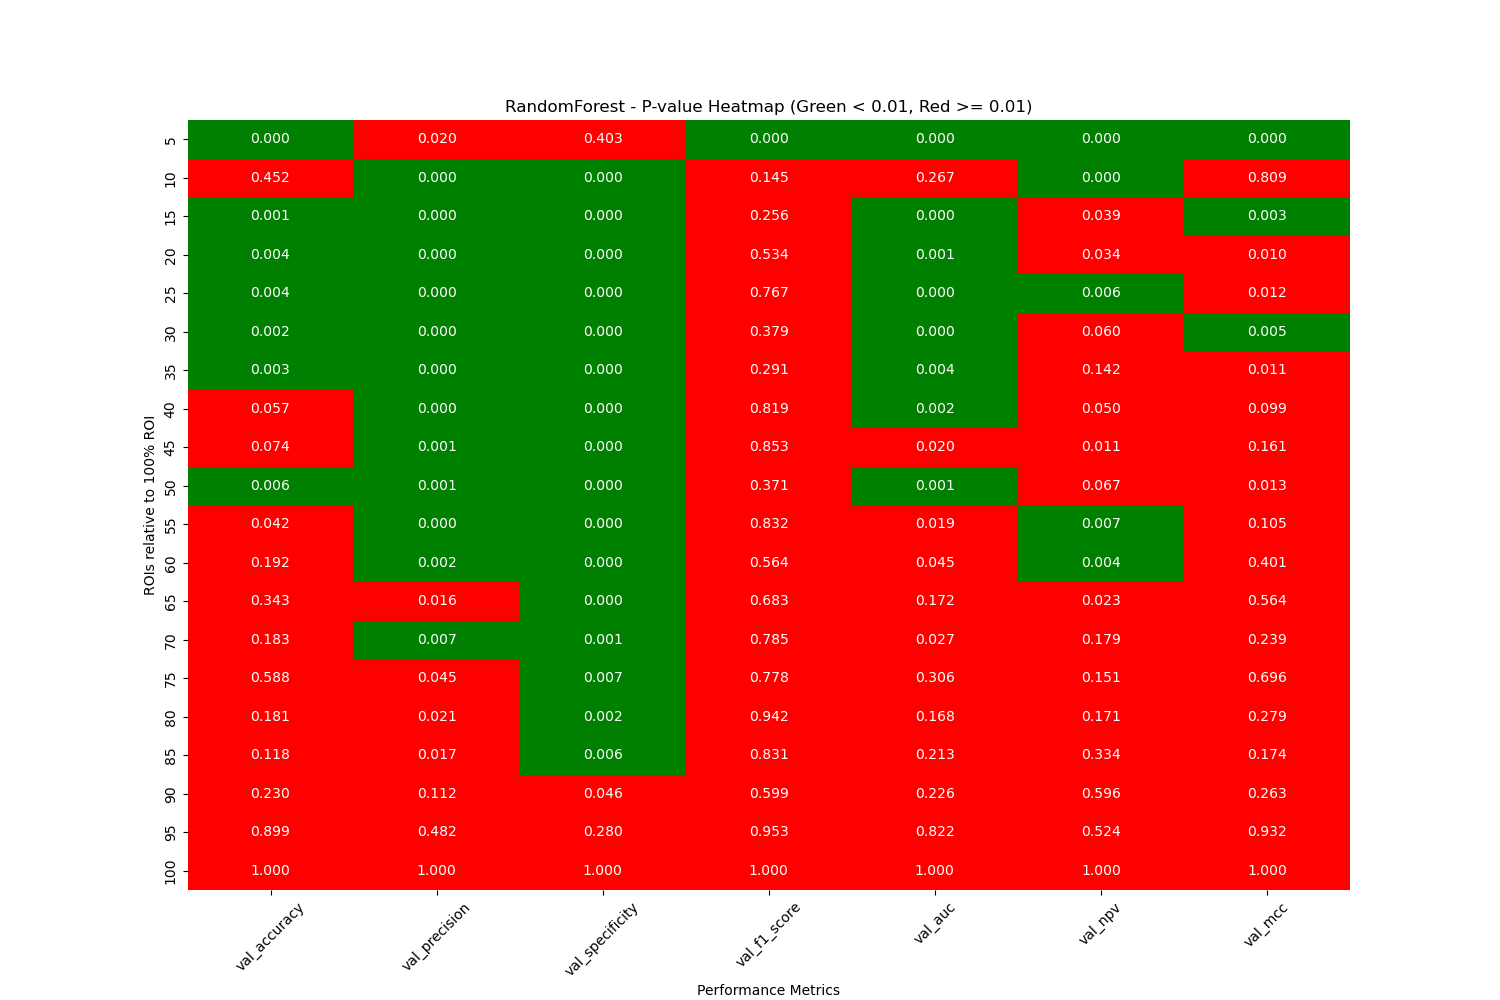 RandomForest - P-value Heatmap (Green < 0.01, Red >= 0.01)
5 0.000 0.020 0.403 0.000 0.000 0.000 0.000
10 0.452 0.000 0.000 0.145 0.267 0.000 0.809
15 0.001 0.000 0.000 0.256 0.000 0.039 0.003
20 0.004 0.000 0.000 0.534 0.001 0.034 0.010
25 0.004 0.000 0.000 0.767 0.000 0.006 0.012
30 0.002 0.000 0.000 0.379 0.000 0.060 0.005
35 0.003 0.000 0.000 0.291 0.004 0.142 0.011
40 0.057 0.000 0.000 0.819 0.002 0.050 0.099
45 0.074 0.001 0.000 0.853 0.020 0.011 0.161
50 0.006 0.001 0.000 0.371 0.001 0.067 0.013
55 0.042 0.000 0.000 0.832 0.019 0.007 0.105
60 0.192 0.002 0.000 0.564 0.045 0.004 0.401
65 0.343 0.016 0.000 0.683 0.172 0.023 0.564
70 0.183 0.007 0.001 0.785 0.027 0.179 0.239
75 0.588 0.045 0.007 0.778 0.306 0.151 0.696
80 0.181 0.021 0.002 0.942 0.168 0.171 0.279
85 0.118 0.017 0.006 0.831 0.213 0.334 0.174
90 0.230 0.112 0.046 0.599 0.226 0.596 0.263
95 0.899 0.482 0.280 0.953 0.822 0.524 0.932
100 1.000 1.000 1.000 1.000 1.000 1.000 1.000
ROIs relative to 100% ROI
val_accuracy val_precision val_specificity val_f1_score val_auc val_npv val_mcc
Performance Metrics